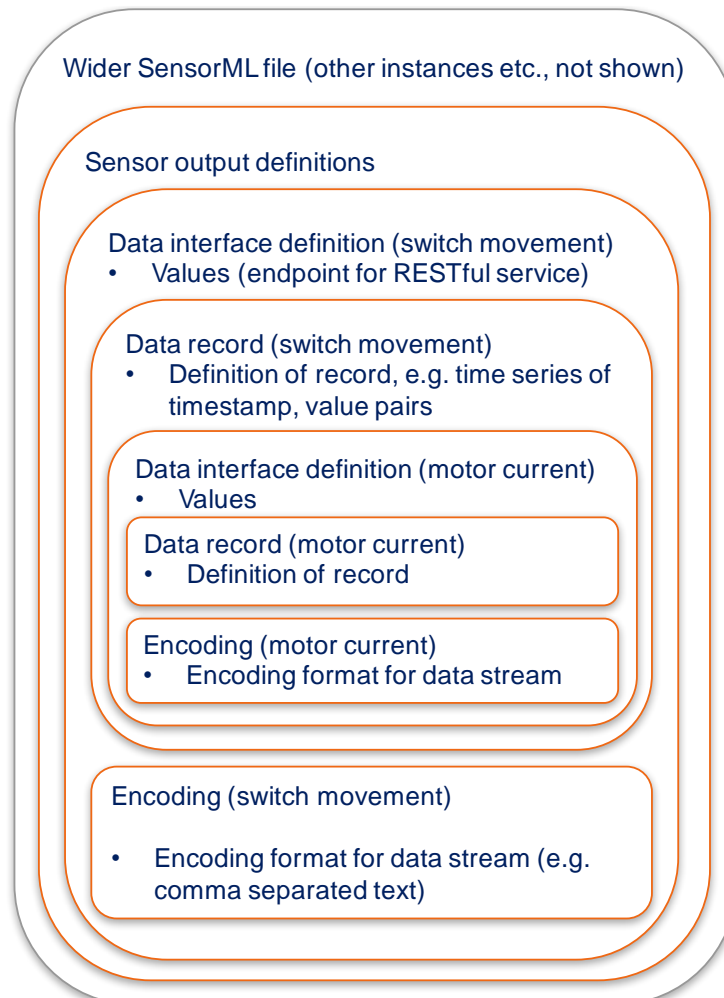 Wider SensorML file (other instances etc., not shown)
Sensor output definitions
Data interface definition (switch movement)
• Values (endpoint for RESTful service)
Data record (switch movement)
• Definition of record, e.g. time series of
timestamp, value pairs
Data interface definition (motor current)
• Values
Data record (motor current)
• Definition of record
Encoding (motor current)
• Encoding format for data stream
Encoding (switch movement)
• Encoding format for data stream (e.g.
comma separated text)